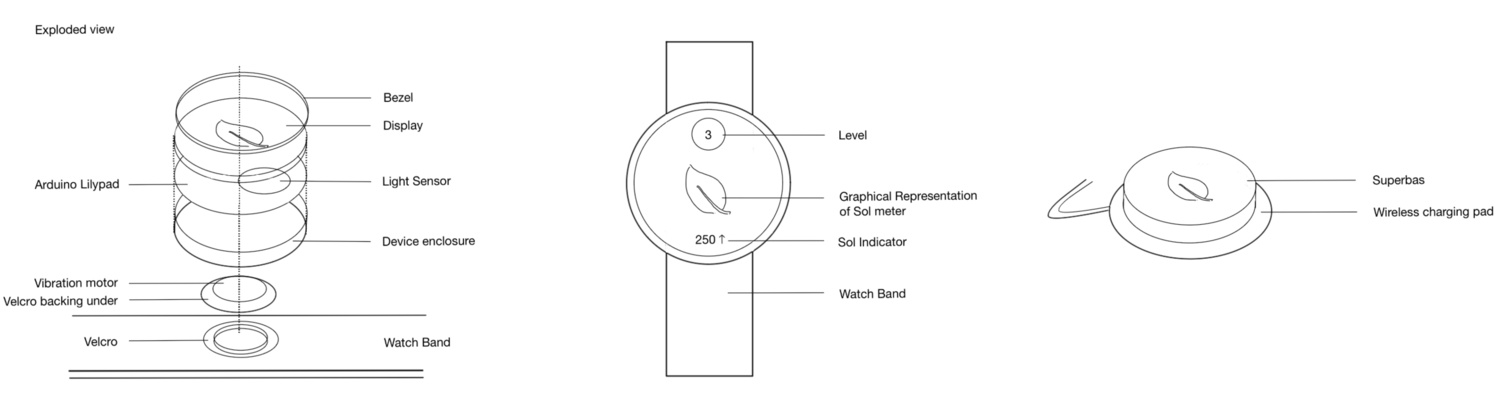 Exploded view
Bezel
Display
Arduino Lilypad
Light Sensor
Device enclosure
Vibration motor
Velcro backing under
Velcro
Watch Band
3
Level
Graphical Representation
of Sol meter
250↑
Sol Indicator
Watch Band
Superbas
Wireless charging pad